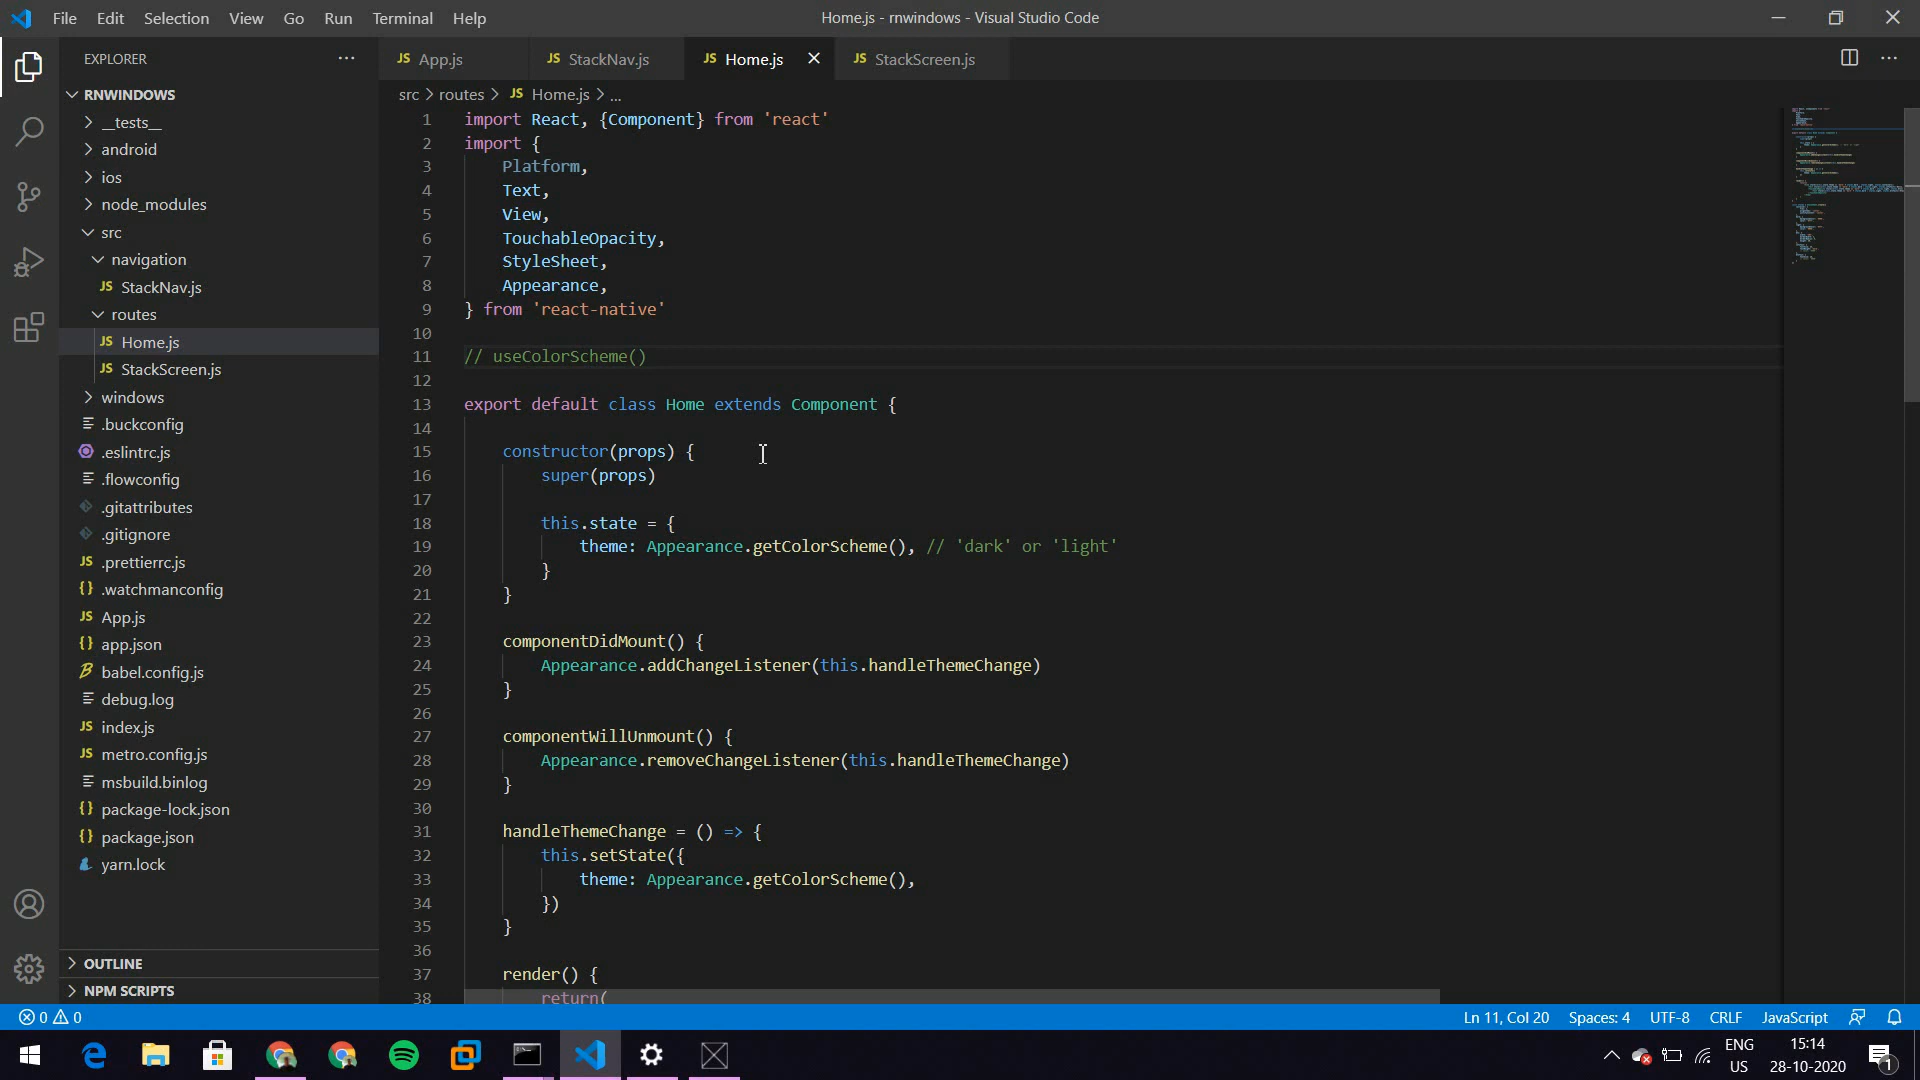 File Edit Selection View Go Run Terminal Help
Home.js - rnwindows - Visual Studio Code
EXPLORER
RNWINDOWS
__tests__
android
ios
node_modules
src
navigation
JS StackNav.js
routes
JS Home.js
JS StackScreen.js
windows
.buckconfig
.eslintrc.js
.flowconfig
.gitattributes
.gitignore
JS .prettierrc.js
{} .watchmanconfig
JS App.js
{} app.json
babel.config.js
debug.log
JS index.js
JS metro.config.js
msbuild.binlog
{} package-lock.json
{} package.json
yarn.lock
OUTLINE
NPM SCRIPTS
JS App.js JS StackNav.js JS Home.js JS StackScreen.js
src > routes > JS Home.js > ...
1 import React, {Component} from 'react'
2 import {
3 Platform,
4 Text,
5 View,
6 TouchableOpacity,
7 StyleSheet,
8 Appearance,
9 } from 'react-native'
10
11 // useColorScheme()
12
13 export default class Home extends Component {
14
15 constructor(props) {
16 super(props)
17
18 this.state = {
19 theme: Appearance.getColorScheme(), // 'dark' or 'light'
20 }
21 }
22
23 componentDidMount() {
24 Appearance.addChangeListener(this.handleThemeChange)
25 }
26
27 componentWillUnmount() {
28 Appearance.removeChangeListener(this.handleThemeChange)
29 }
30
31 handleThemeChange = () => {
32 this.setState({
33 theme: Appearance.getColorScheme(),
34 })
35 }
36
37 render() {
38 return(
0 0
Ln 11, Col 20 Spaces: 4 UTF-8 CRLF JavaScript
ENG
US
15:14
28-10-2020
1